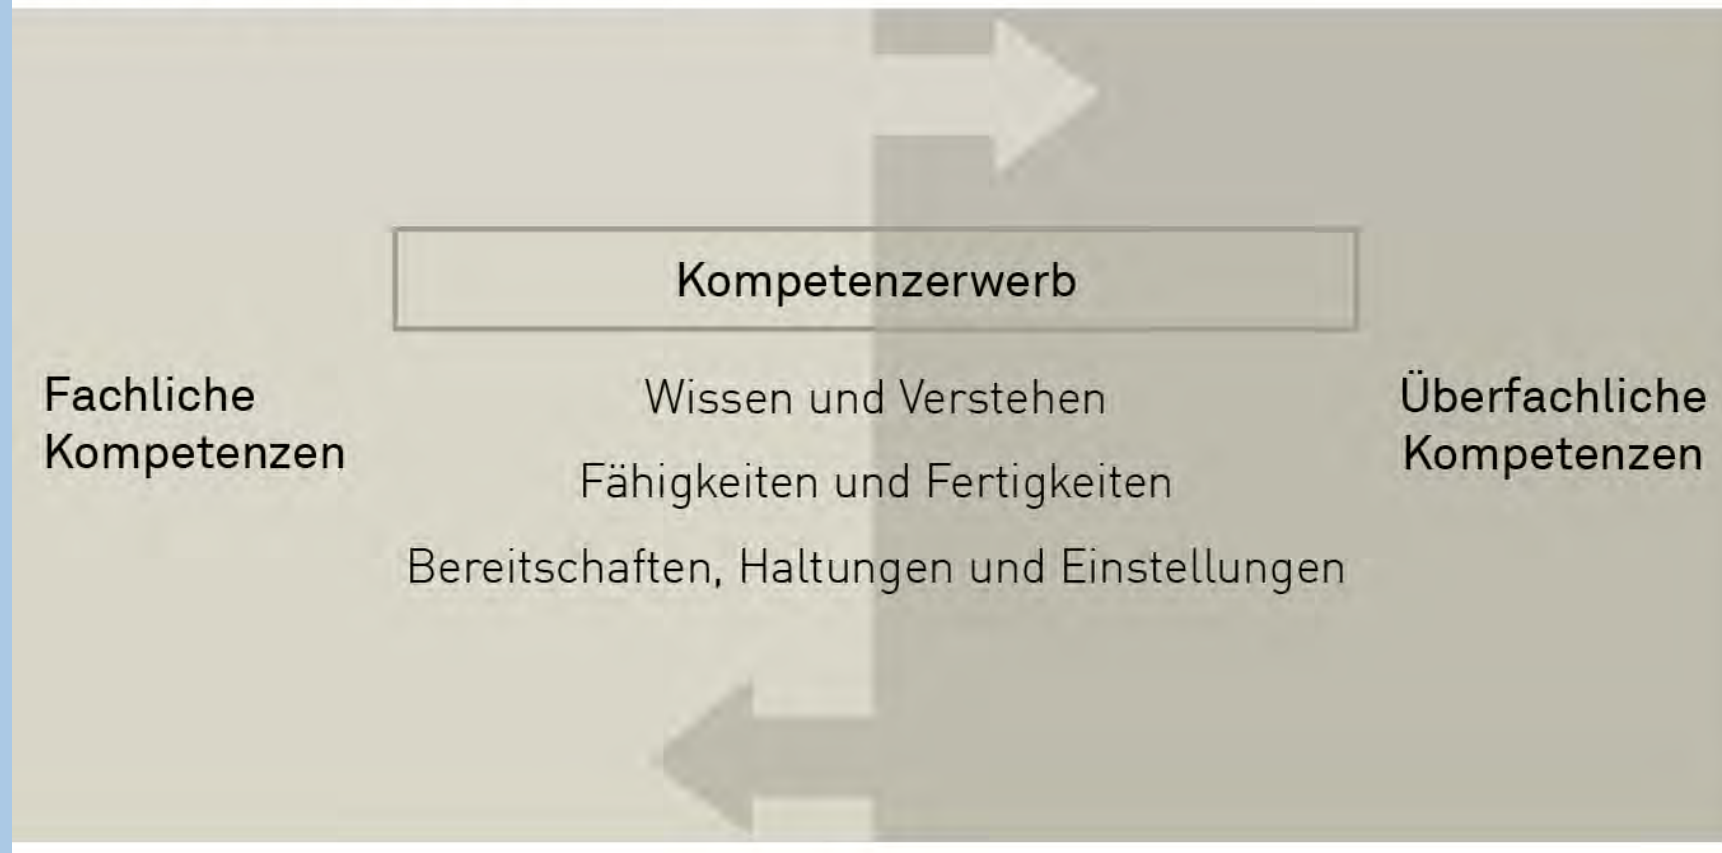 Kompetenzerwerb
Fachliche
Kompetenzen
Wissen und Verstehen
Fähigkeiten und Fertigkeiten
Bereitschaften, Haltungen und Einstellungen
Überfachliche
Kompetenzen